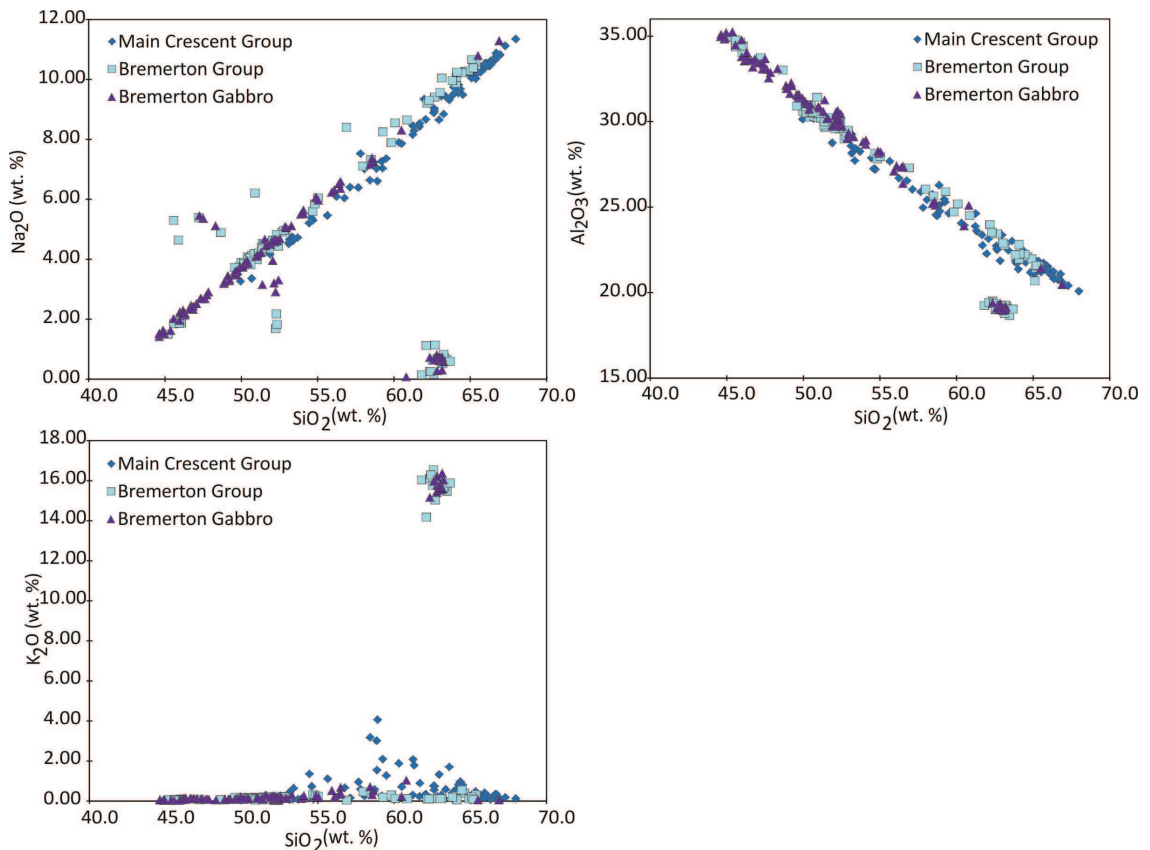 12.00
10.00
8.00
6.00
4.00
2.00
0.00
Na2O (wt. %)
Main Crescent Group
Bremerton Group
Bremerton Gabbro
40.0 45.0 50.0 55.0 60.0 65.0 70.0
SiO2 (wt. %)
35.00
30.00
25.00
20.00
15.00
Al2O3 (wt. %)
Main Crescent Group
Bremerton Group
Bremerton Gabbro
40.0 45.0 50.0 55.0 60.0 65.0 70.0
SiO2 (wt. %)
18.00
16.00
14.00
12.00
10.00
8.00
6.00
4.00
2.00
0.00
K2O (wt. %)
Main Crescent Group
Bremerton Group
Bremerton Gabbro
40.0 45.0 50.0 55.0 60.0 65.0 70.0
SiO2 (wt. %)